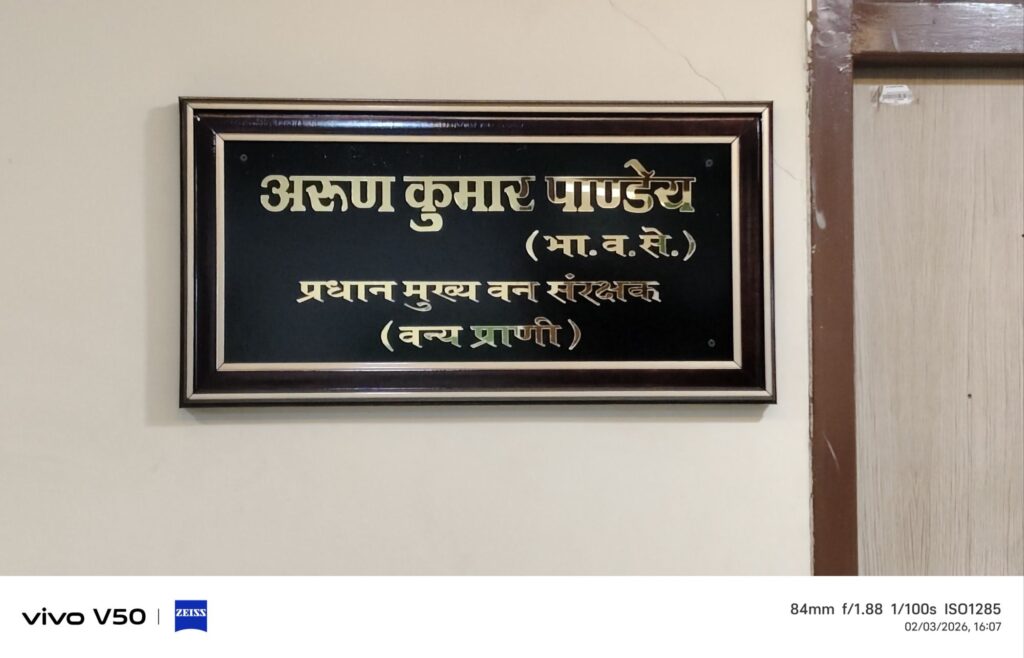 अरूण कुमार पाण्डेय
(भा.व.से.)
प्रधान मुख्य वन संरक्षक
(वन्य प्राणी)
vivo V50 | ZEISS
84mm f/1.88 1/100s ISO1285
02/03/2026, 16:07